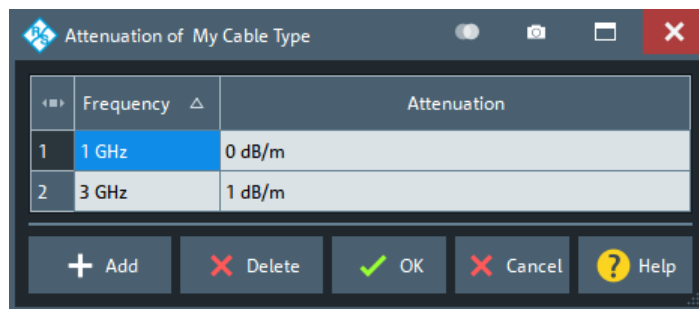 Attenuation of My Cable Type
Frequency Attenuation
1 1 GHz 0 dB/m
2 3 GHz 1 dB/m
Add Delete OK Cancel ? Help